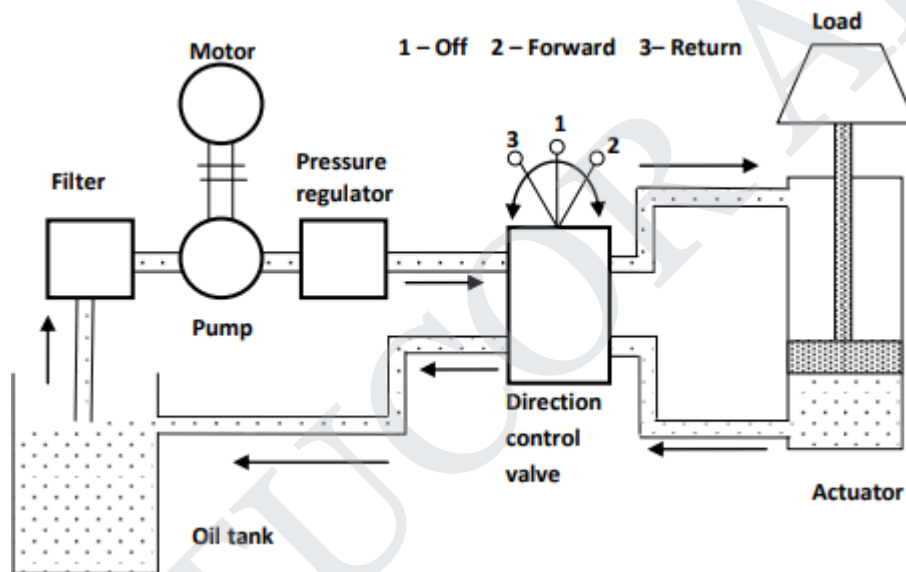 Load
Motor
1 – Off 2 – Forward 3– Return
1
3
2
Pressure
regulator
Filter
Pump
Direction
control
valve
Actuator
Oil tank